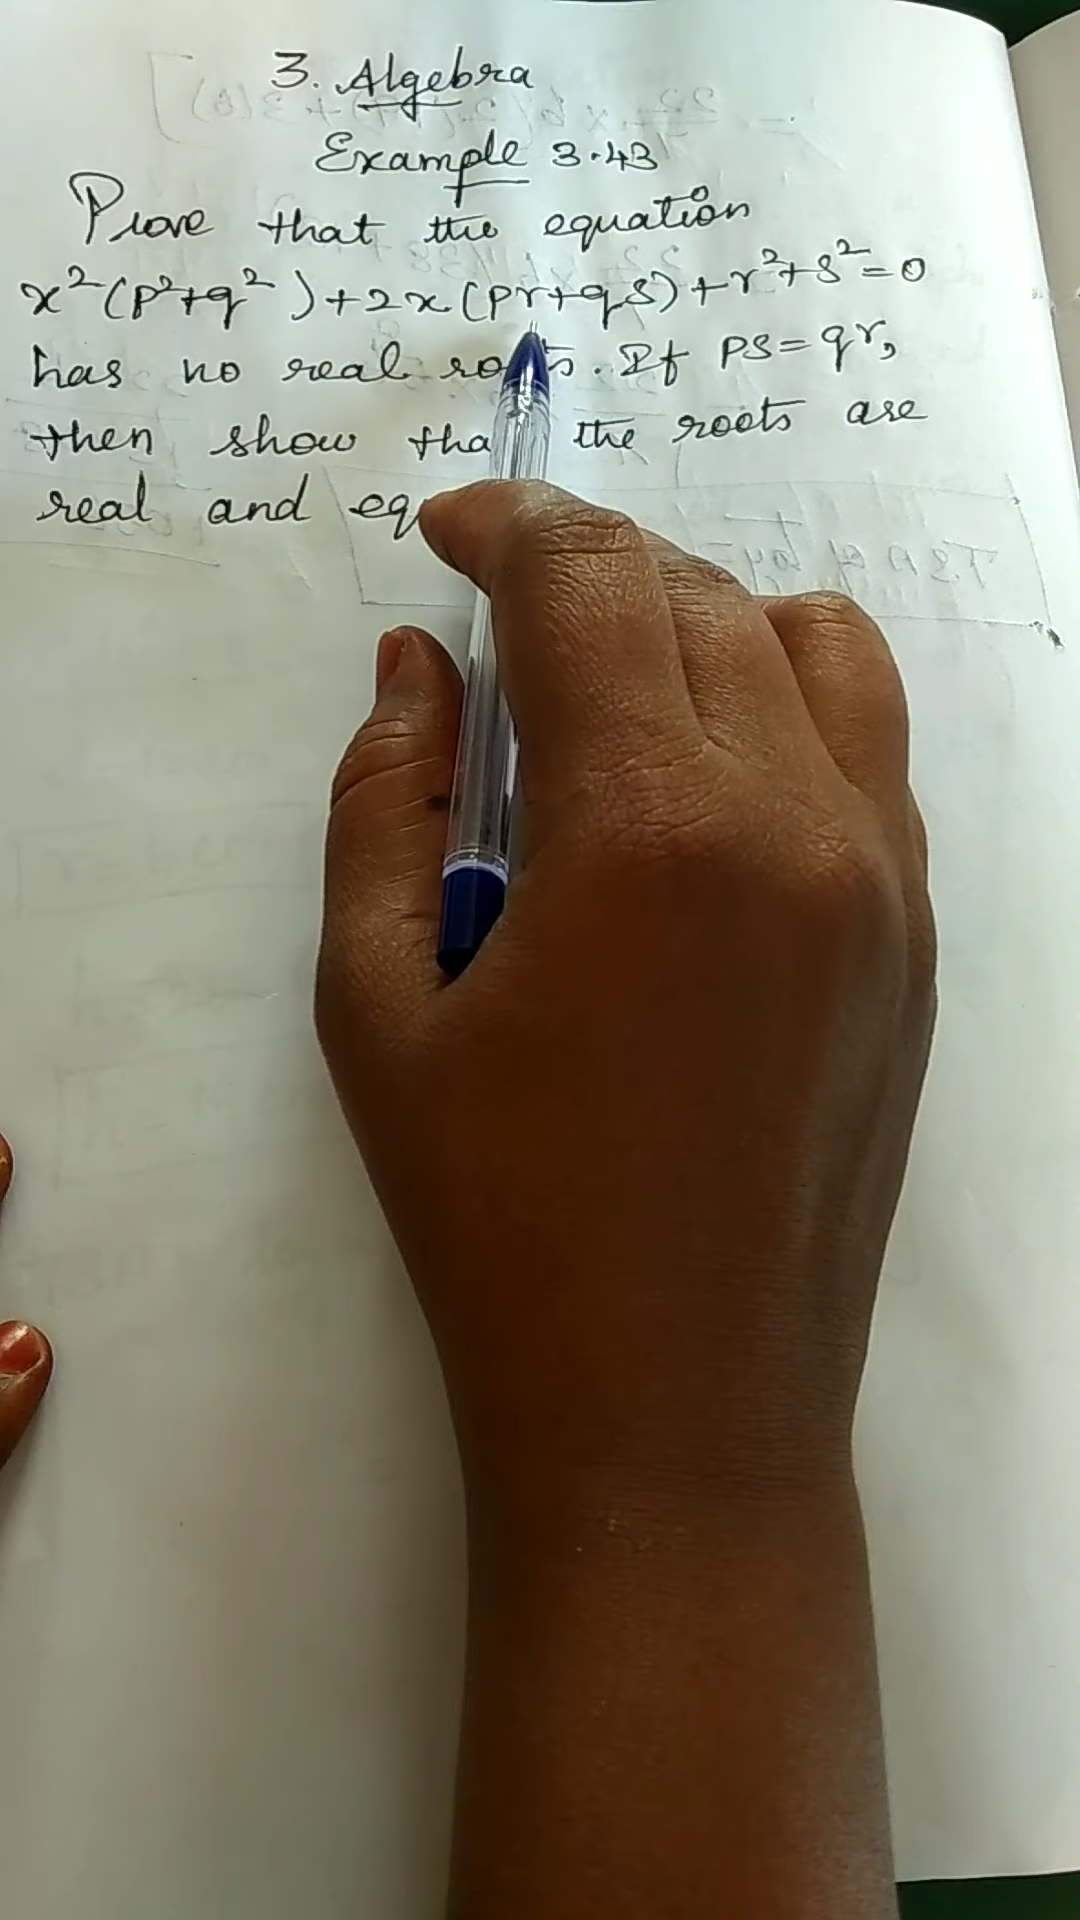 3. Algebra
Example 3.43
Prove that the equation
x²(p²+q²)+2x(pr+qs)+r²+s²=0
has no real . If ps=qr,
then show the roots are
real and